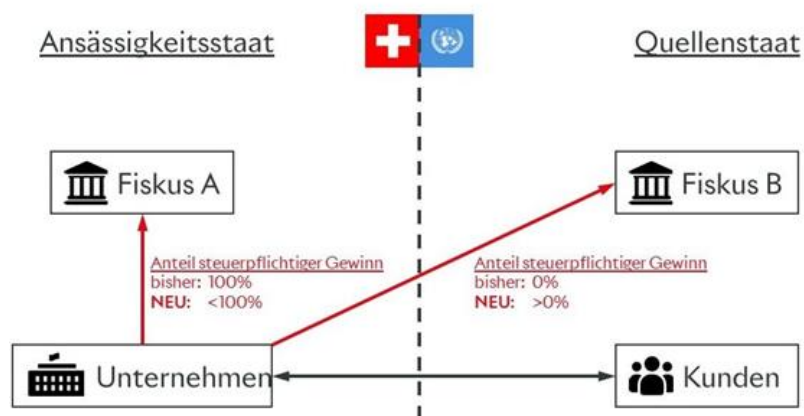 Ansässigkeitsstaat
Quellenstaat
Fiskus A
Fiskus B
Anteil steuerpflichtiger Gewinn
bisher: 100%
NEU: <100%
Anteil steuerpflichtiger Gewinn
bisher: 0%
NEU: >0%
Unternehmen
Kunden